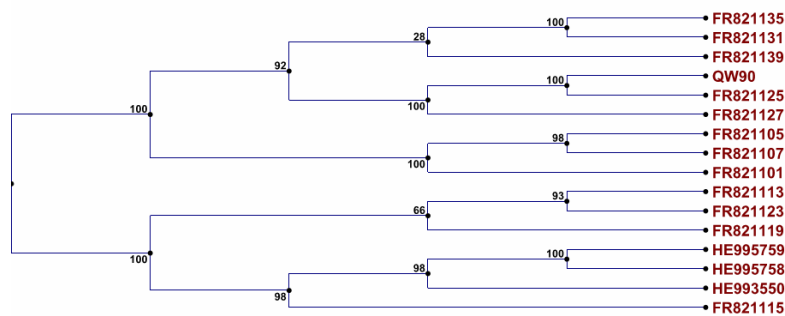 FR821135
100
FR821131
28
FR821139
92
QW90
100
FR821125
100
FR821127
100
FR821105
98
FR821107
100
FR821101
FR821113
93
FR821123
66
FR821119
HE995759
100
100
HE995758
98
HE993550
98
FR821115